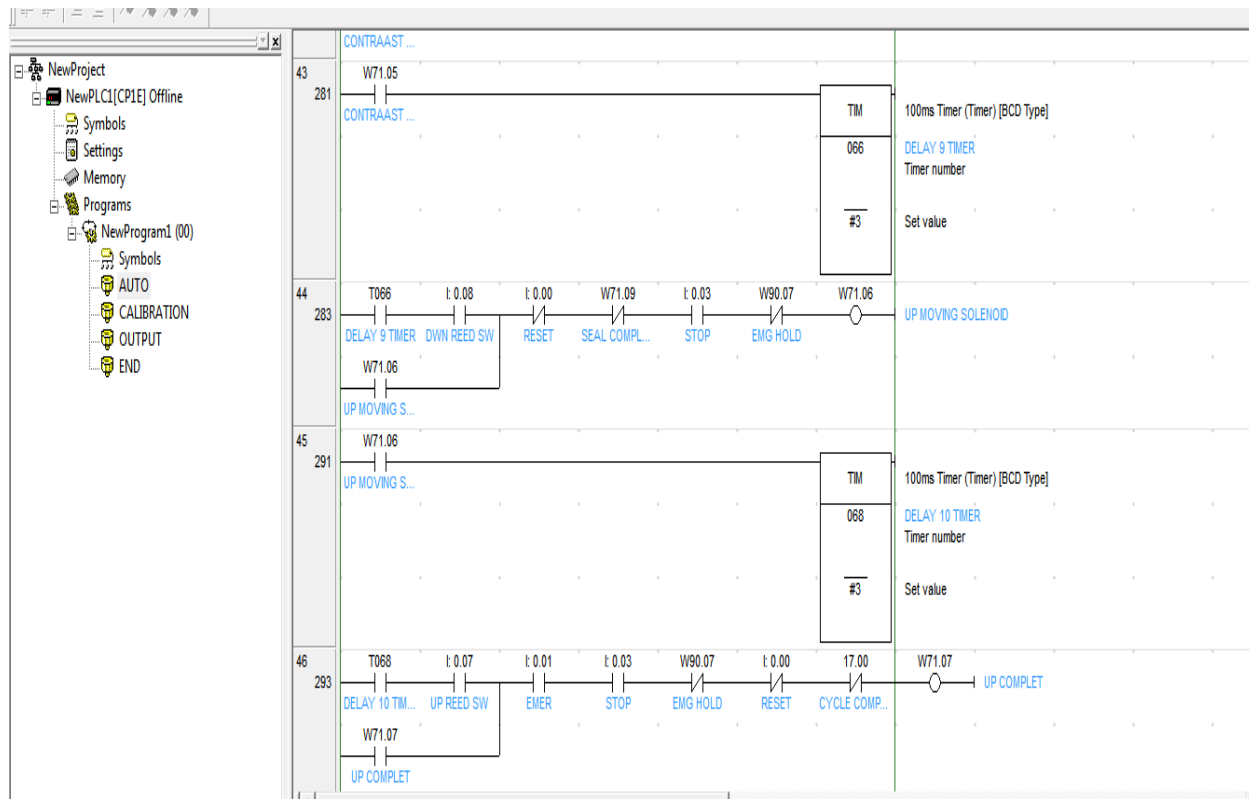 NewProject
NewPLC1[CP1E] Offline
Symbols
Settings
Memory
Programs
NewProgram1 (00)
Symbols
AUTO
CALIBRATION
OUTPUT
END
CONTRAAST ...
43
281
W71.05
CONTRAAST ...
TIM
100ms Timer (Timer) [BCD Type]
066
DELAY 9 TIMER
Timer number
#3
Set value
44
283
T066 I: 0.08 I: 0.00 W71.09 I: 0.03 W90.07 W71.06
DELAY 9 TIMER DWN REED SW RESET SEAL COMPL... STOP EMG HOLD UP MOVING SOLENOID
W71.06
UP MOVING S...
45
291
W71.06
UP MOVING S...
TIM
100ms Timer (Timer) [BCD Type]
068
DELAY 10 TIMER
Timer number
#3
Set value
46
293
T068 I: 0.07 I: 0.01 I: 0.03 W90.07 I: 0.00 17.00 W71.07
DELAY 10 TIM... UP REED SW EMER STOP EMG HOLD RESET CYCLE COMP... UP COMPLET
W71.07
UP COMPLET